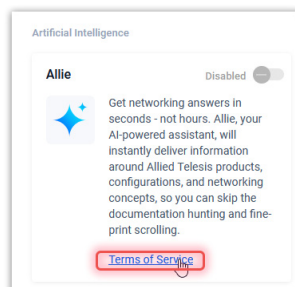 Artificial Intelligence
Allie
Disabled
Get networking answers in
seconds - not hours. Allie, your
AI-powered assistant, will
instantly deliver information
around Allied Telesis products,
configurations, and networking
concepts, so you can skip the
documentation hunting and fine-
print scrolling.
Terms of Service